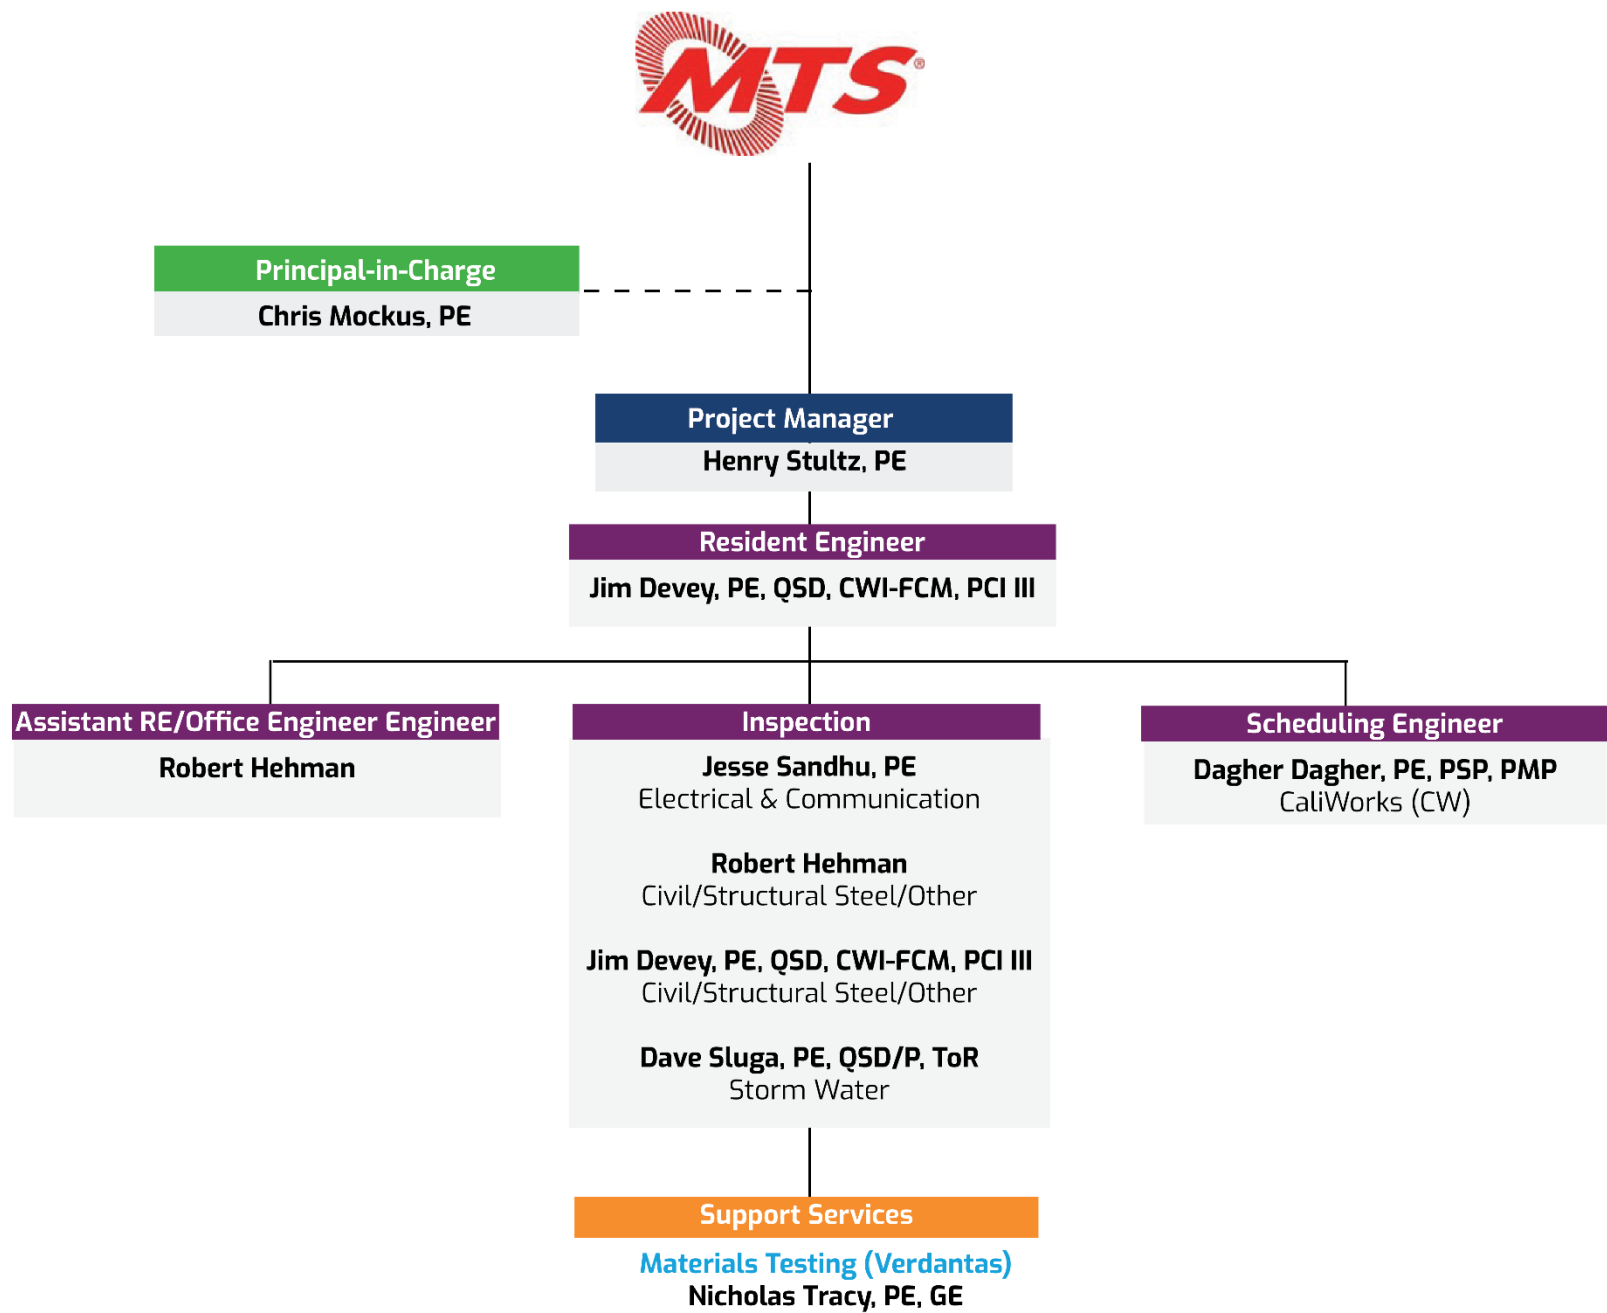 MTS®
Principal-in-Charge
Chris Mockus, PE
Project Manager
Henry Stultz, PE
Resident Engineer
Jim Devey, PE, QSD, CWI-FCM, PCI III
Assistant RE/Office Engineer Engineer
Robert Hehman
Inspection
Jesse Sandhu, PE
Electrical & Communication
Robert Hehman
Civil/Structural Steel/Other
Jim Devey, PE, QSD, CWI-FCM, PCI III
Civil/Structural Steel/Other
Dave Sluga, PE, QSD/P, ToR
Storm Water
Scheduling Engineer
Dagher Dagher, PE, PSP, PMP
CaliWorks (CW)
Support Services
Materials Testing (Verdantas)
Nicholas Tracy, PE, GE